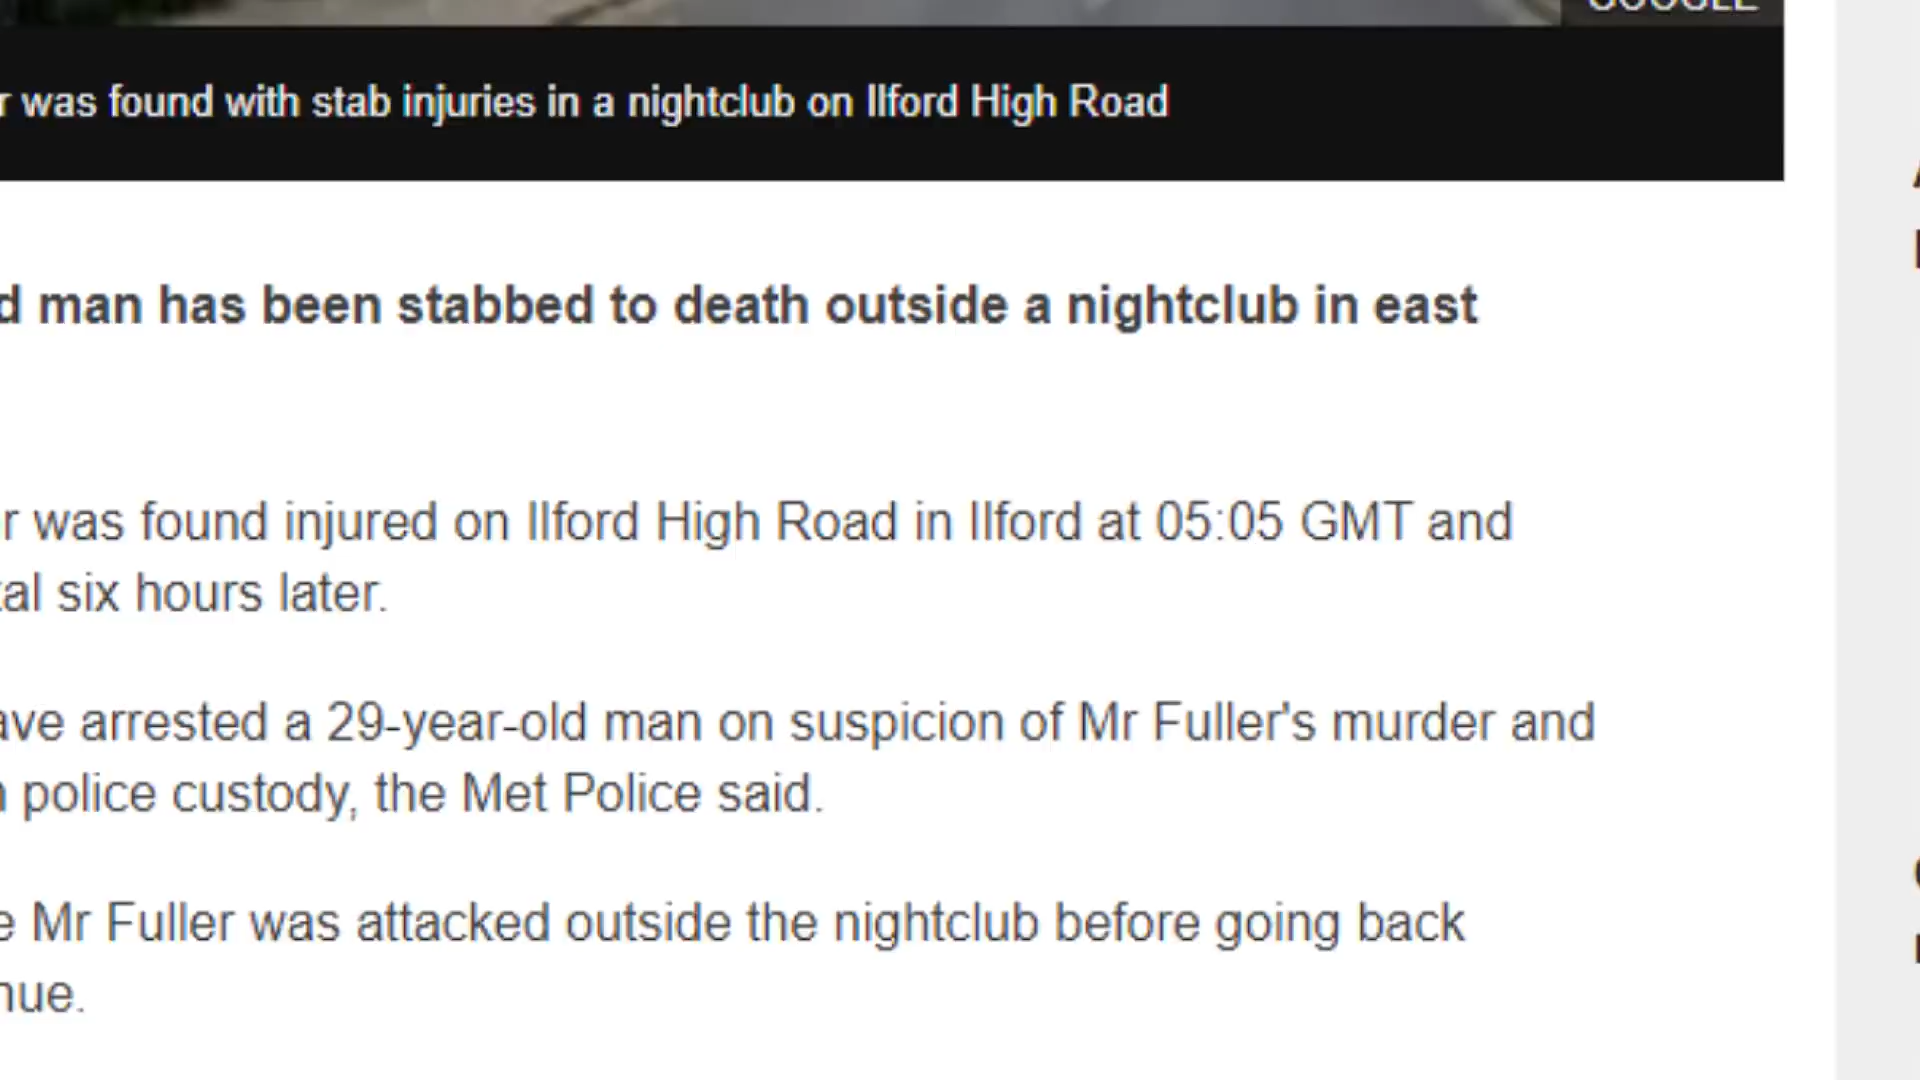 GOOGLE
was found with stab injuries in a nightclub on Ilford High Road
man has been stabbed to death outside a nightclub in east
was found injured on Ilford High Road in Ilford at 05:05 GMT and
six hours later.
arrested a 29-year-old man on suspicion of Mr Fuller's murder and
police custody, the Met Police said.
Mr Fuller was attacked outside the nightclub before going back